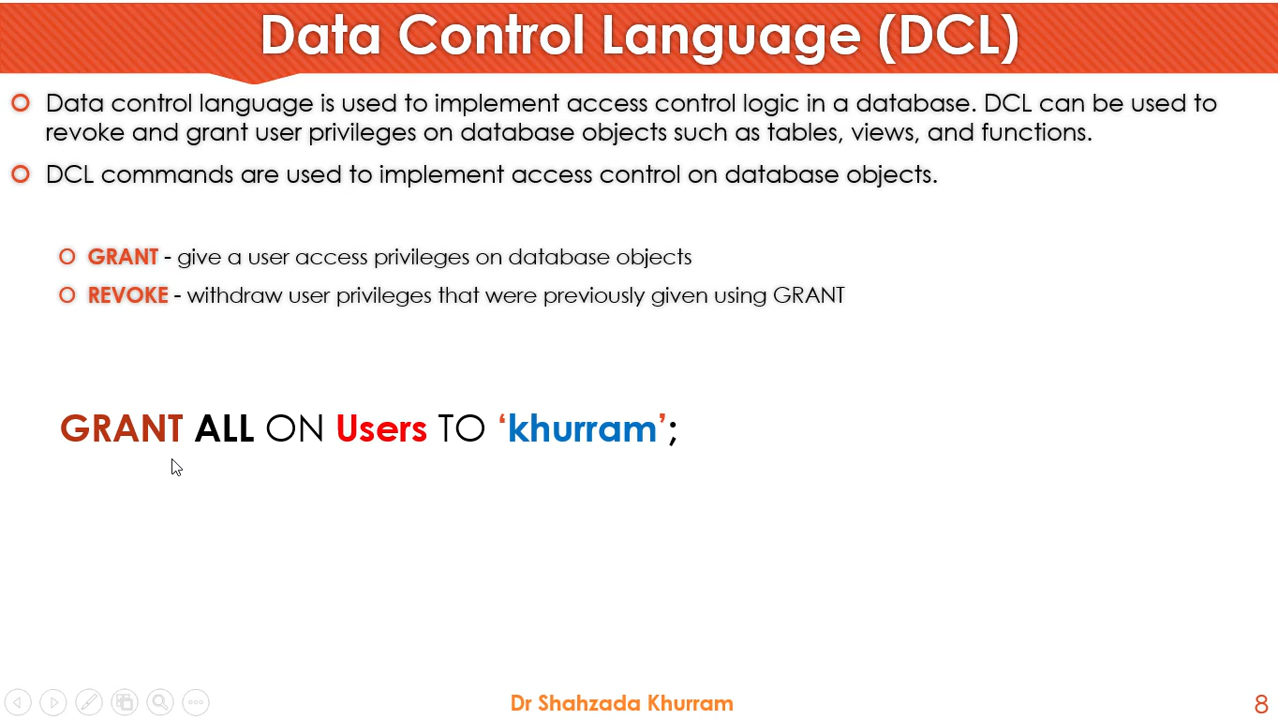 Data Control Language (DCL)
Data control language is used to implement access control logic in a database. DCL can be used to
revoke and grant user privileges on database objects such as tables, views, and functions.
DCL commands are used to implement access control on database objects.
GRANT - give a user access privileges on database objects
REVOKE - withdraw user privileges that were previously given using GRANT
GRANT ALL ON Users TO ‘khurram’;
Dr Shahzada Khurram
8